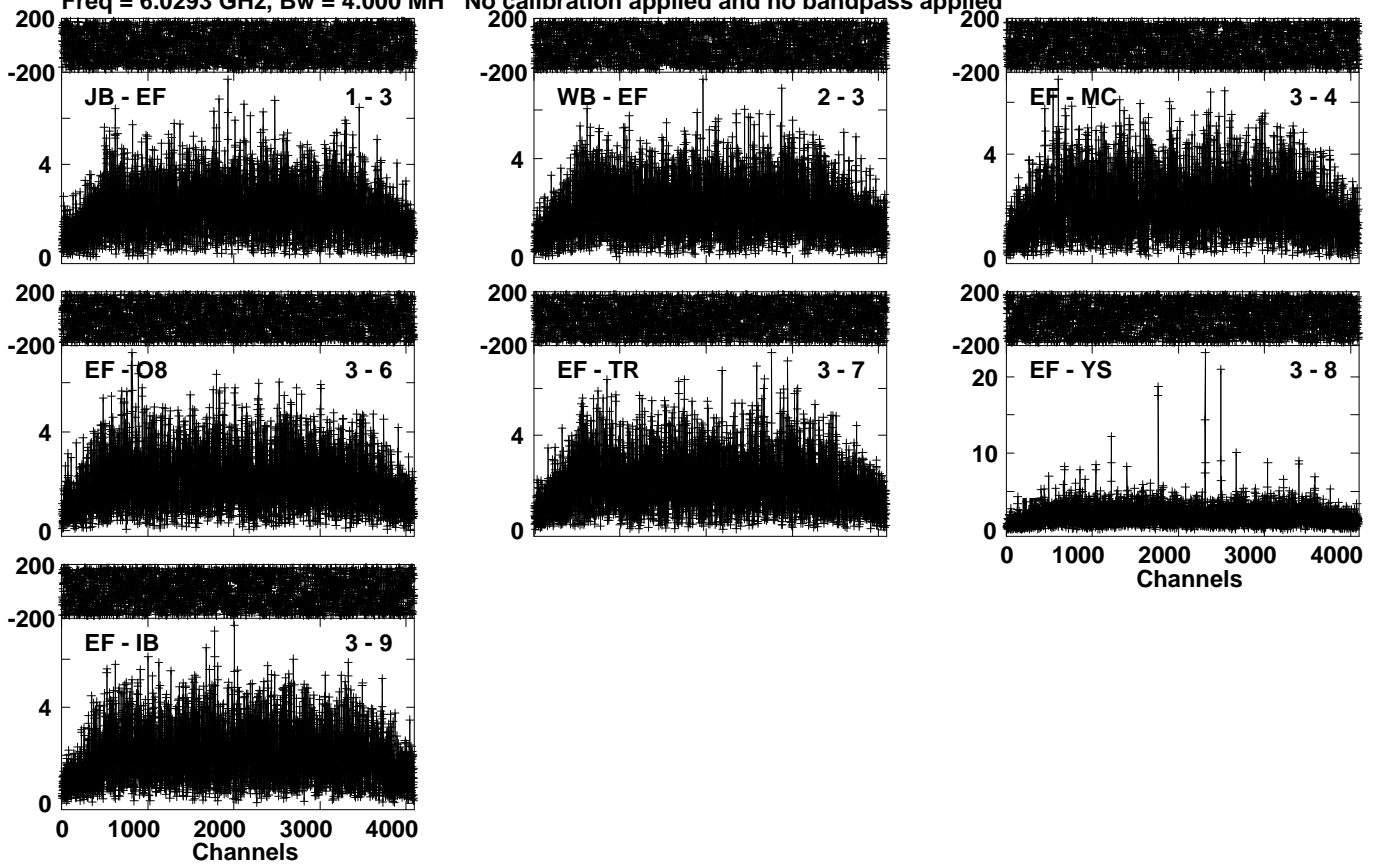 Freq = 6.0293 GHz, Bw = 4.000 MH No calibration applied and no bandpass applied
200 200 200
-200 -200 -200
JB - EF 1 - 3 WB - EF 2 - 3 EF - MC 3 - 4
4 4 4
0 0 0
200 200 200
-200 -200 -200
EF - O8 3 - 6 EF - TR 3 - 7 EF - YS 3 - 8
20
4 4 10
0 0 0
0 1000 2000 3000 4000
Channels
200
-200
EF - IB 3 - 9
4
0
0 1000 2000 3000 4000
Channels